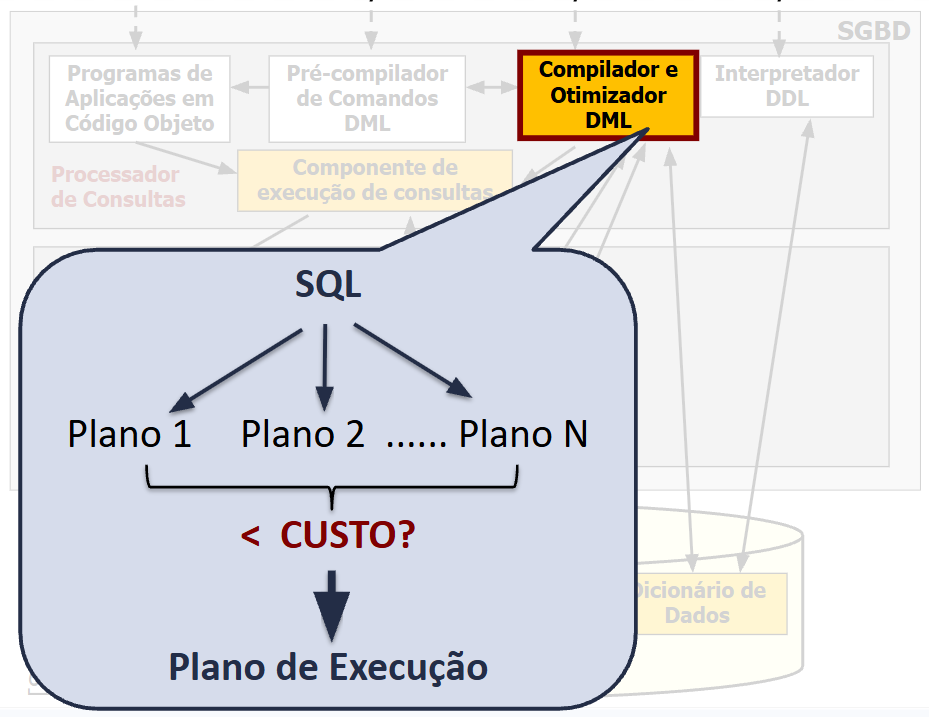 SGBD
Programas de
Aplicações em
Código Objeto
Pré-compilador
de Comandos
DML
Compilador e
Otimizador
DML
Interpretador
DDL
Processador
de Consultas
Componente de
execução de consultas
SQL
Plano 1 Plano 2 ...... Plano N
< CUSTO?
Plano de Execução
Dicionário de
Dados